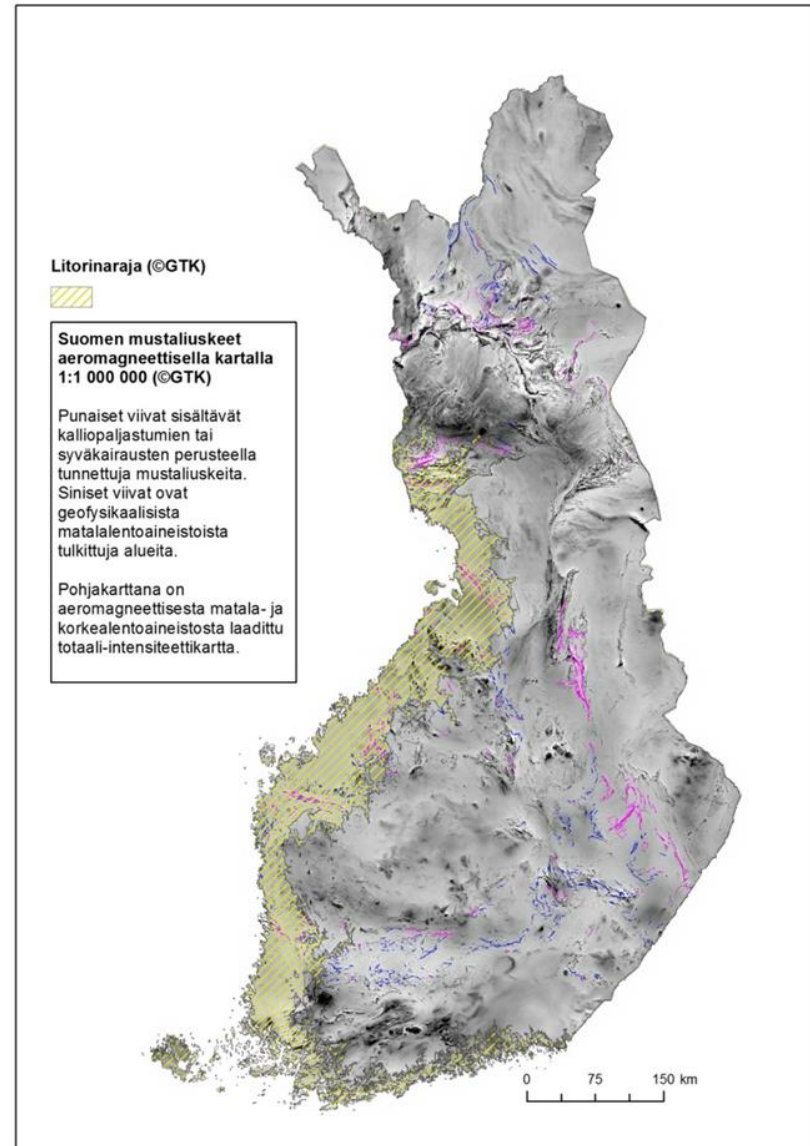 Litorinaraja (©GTK)
Suomen mustaliuskeet
aeromagneettisella kartalla
1:1 000 000 (©GTK)
Punaiset viivat sisältävät
kalliopaljastumien tai
syväkairausten perusteella
tunnettuja mustaliuskeita.
Siniset viivat ovat
geofysikaalisista
matalalentoaineistoista
tulkittuja alueita.
Pohjakarttana on
aeromagneettisesta matala- ja
korkealentoaineistosta laadittu
totaali-intensiteettikartta.
0 75 150 km